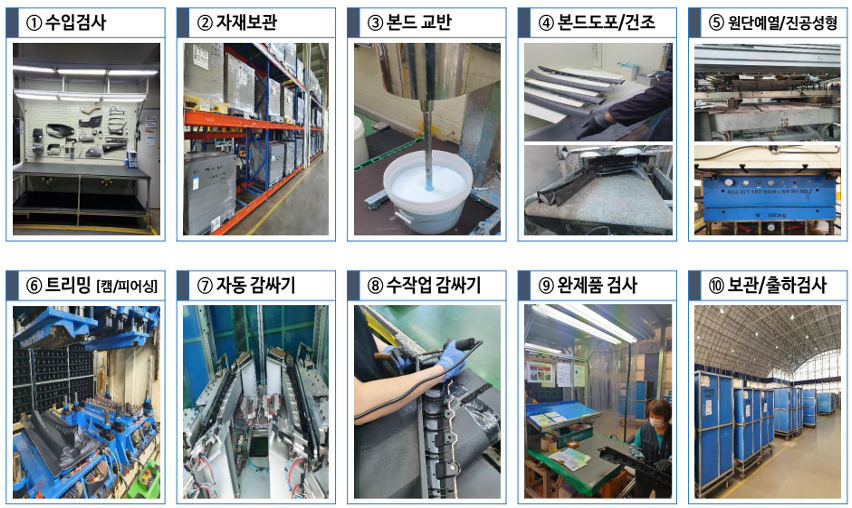 ① 수입검사
② 자재보관
③ 본드 교반
④ 본드도포/건조
⑤ 원단예열/진공성형
⑥ 트리밍 [캠/피어싱]
⑦ 자동 감싸기
⑧ 수작업 감싸기
⑨ 완제품 검사
⑩ 보관/출하검사